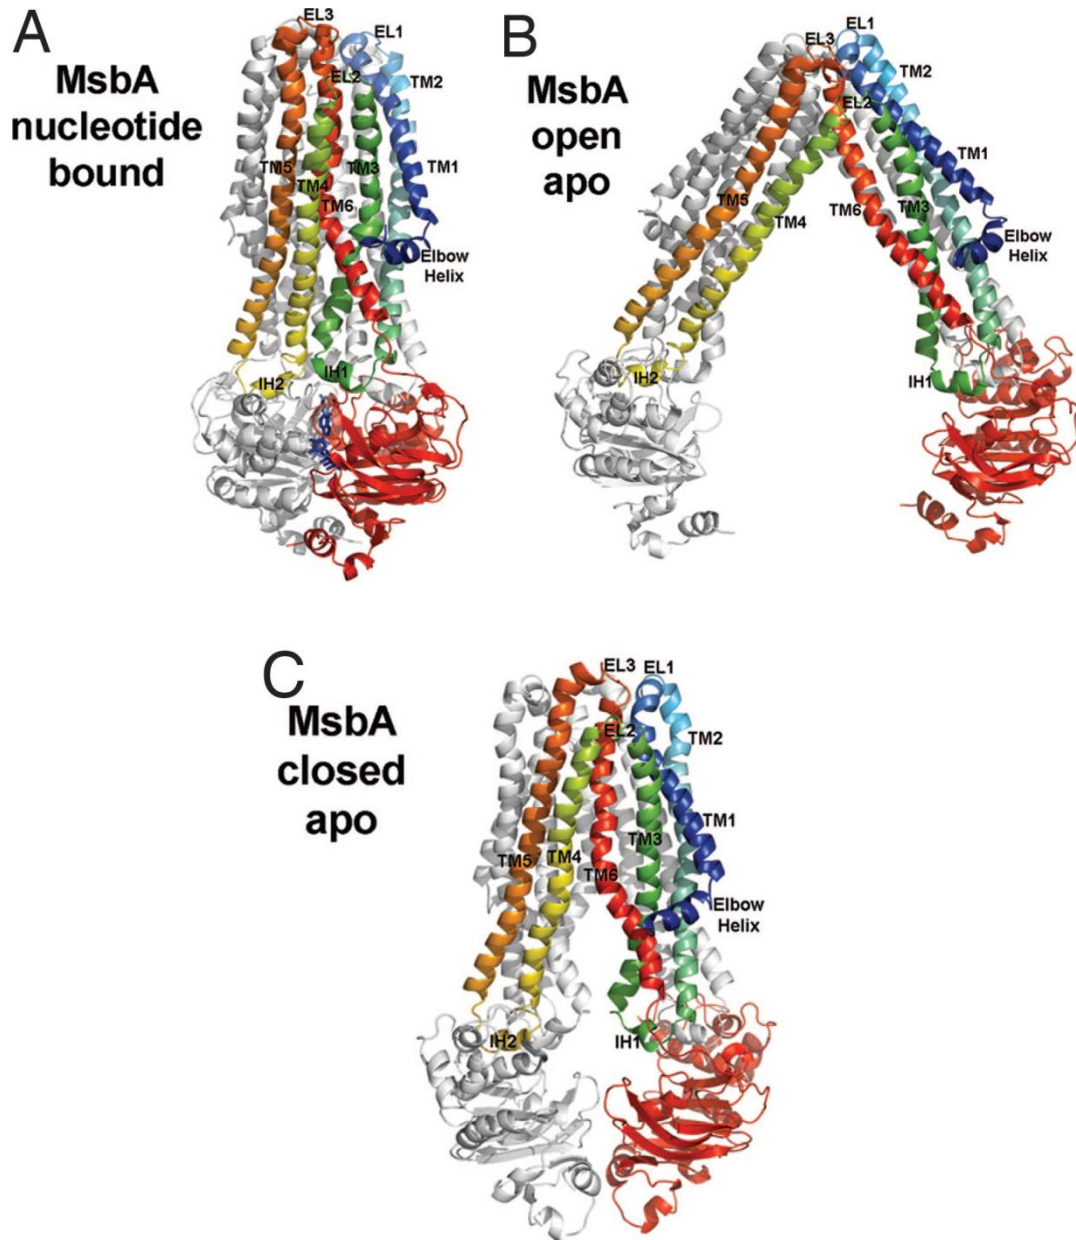 A
MsbA
nucleotide
bound
EL3
EL1
EL2
TM2
TM5
TM3
TM1
TM4
TM6
Elbow
Helix
IH2
IH1
B
MsbA
open
apo
EL3
EL1
TM2
EL2
TM1
TM5
TM4
TM6
TM3
Elbow
Helix
IH2
IH1
C
MsbA
closed
apo
EL3
EL1
EL2
TM2
TM1
TM3
TM5
TM4
TM6
Elbow
Helix
IH2
IH1